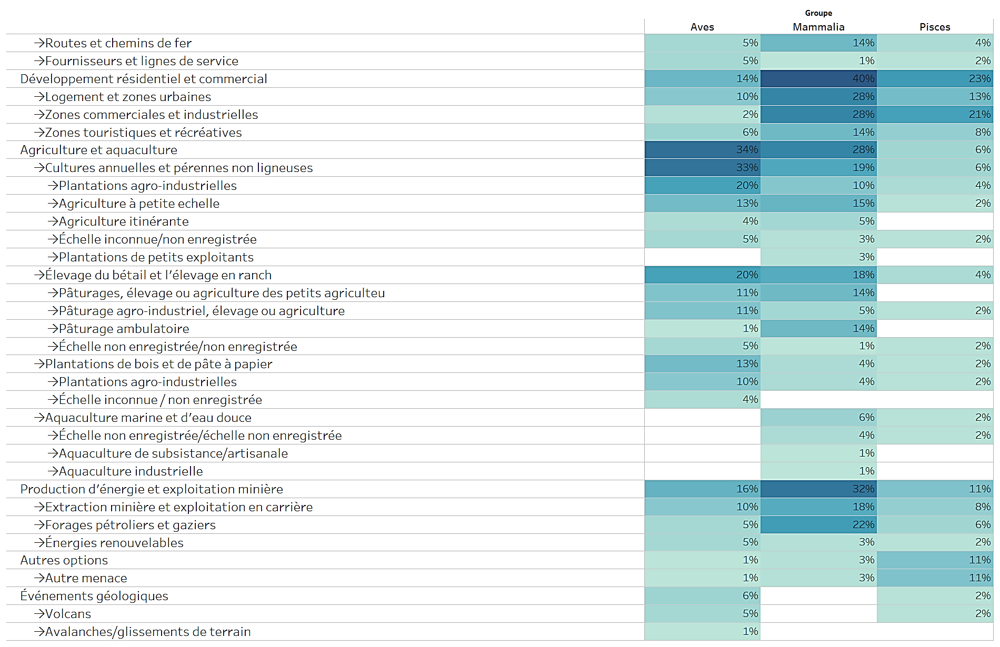 Groupe
Aves Mammalia Pisces
→Routes et chemins de fer 5% 14% 4%
→Fournisseurs et lignes de service 5% 1% 2%
Développement résidentiel et commercial 14% 40% 23%
→Logement et zones urbaines 10% 28% 13%
→Zones commerciales et industrielles 2% 28% 21%
→Zones touristiques et récréatives 6% 14% 8%
Agriculture et aquaculture 34% 28% 6%
→Cultures annuelles et pérennes non ligneuses 33% 19% 6%
→Plantations agro-industrielles 20% 10% 4%
→Agriculture à petite echelle 13% 15% 2%
→Agriculture itinérante 4% 5%
→Échelle inconnue/non enregistrée 5% 3% 2%
→Plantations de petits exploitants 3%
→Élevage du bétail et l'élevage en ranch 20% 18% 4%
→Pâturages, élevage ou agriculture des petits agriculteu 11% 14%
→Pâturage agro-industriel, élevage ou agriculture 11% 5% 2%
→Pâturage ambulatoire 1% 14%
→Échelle non enregistrée/non enregistrée 5% 1% 2%
→Plantations de bois et de pâte à papier 13% 4% 2%
→Plantations agro-industrielles 10% 4% 2%
→Échelle inconnue / non enregistrée 4%
→Aquaculture marine et d'eau douce 6% 2%
→Échelle non enregistrée/échelle non enregistrée 4% 2%
→Aquaculture de subsistance/artisanale 1%
→Aquaculture industrielle 1%
Production d'énergie et exploitation minière 16% 32% 11%
→Extraction minière et exploitation en carrière 10% 18% 8%
→Forages pétroliers et gaziers 5% 22% 6%
→Énergies renouvelables 5% 3% 2%
Autres options 1% 3% 11%
→Autre menace 1% 3% 11%
Événements géologiques 6% 2%
→Volcans 5% 2%
→Avalanches/glissements de terrain 1%